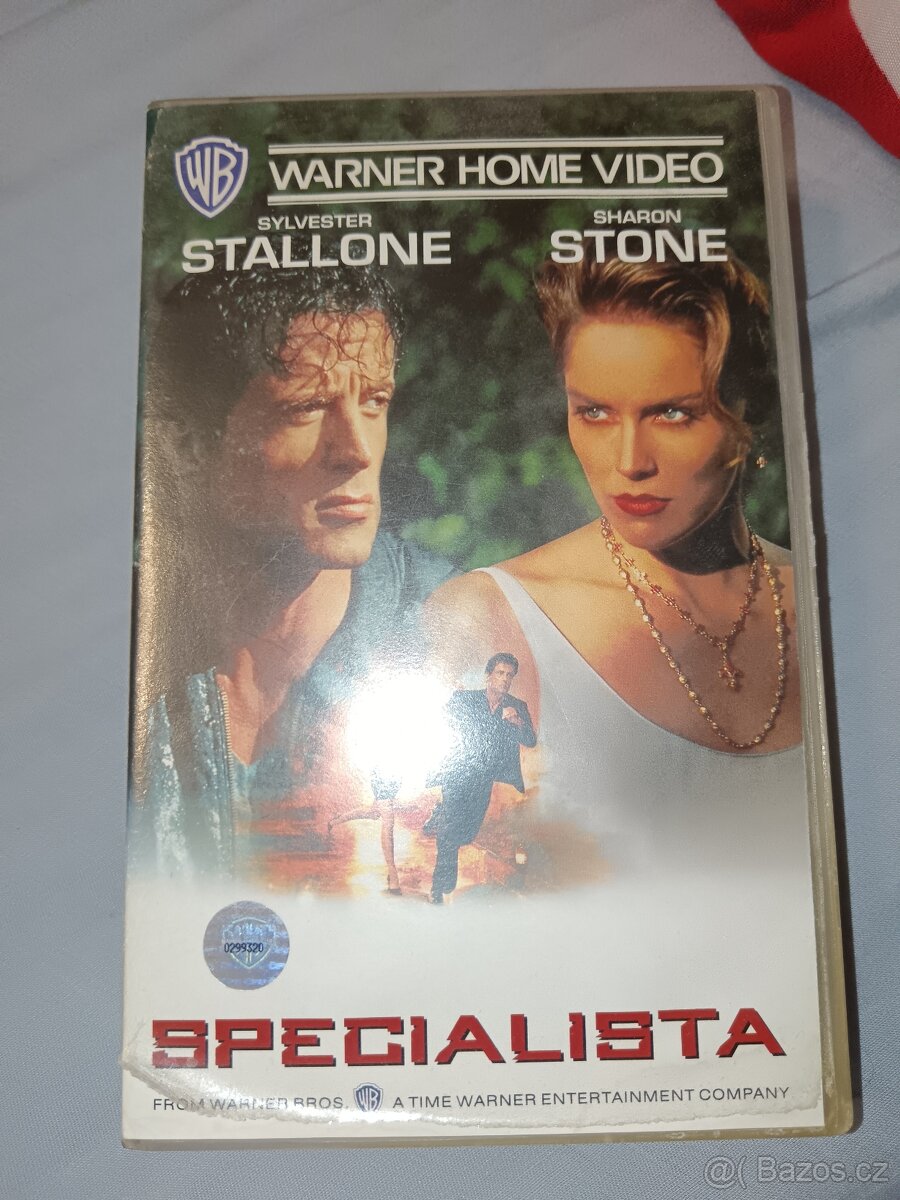 WB WARNER HOME VIDEO
SYLVESTER
STALLONE
SHARON
STONE
0299320
SPECIALISTA
FROM WARNER BROS. WB A TIME WARNER ENTERTAINMENT COMPANY
@( Bazos.cz